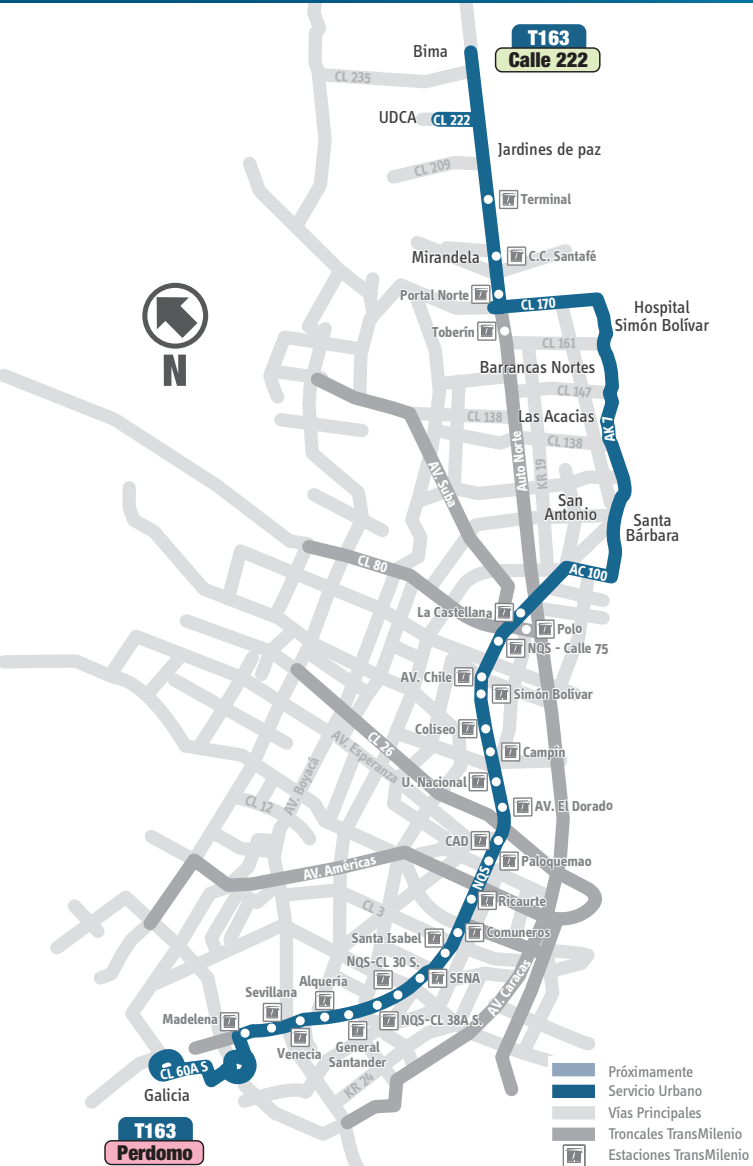 T163
Calle 222
Bima
CL 235
UDCA
CL 222
Jardines de paz
CL 209
Terminal
Mirandela
C.C. Santafé
Portal Norte
CL 170
Hospital
Simón Bolívar
Toberín
CL 161
Barrancas Nortes
CL 147
CL 138
Las Acacias
AK 7
CL 138
Auto Norte
KR 19
AV. Suba
San
Antonio
Santa
Bárbara
CL 80
AC 100
La Castellana
Polo
NQS - Calle 75
AV. Chile
Simón Bolívar
Coliseo
Campín
CL 26
AV. Esperanza
AV. Boyacá
U. Nacional
AV. El Dorado
CL 12
CAD
Paloquemao
AV. Américas
NQS
Ricaurte
CL 3
Santa Isabel
Comuneros
NQS-CL 30 S.
SENA
AV. Caracas
Alquería
Sevillana
Madelena
NQS-CL 38A S.
Venecia
General
Santander
CL 60A S
KR 24
Galicia
T163
Perdomo
N
Próximamente
Servicio Urbano
Vías Principales
Troncales TransMilenio
Estaciones TransMilenio